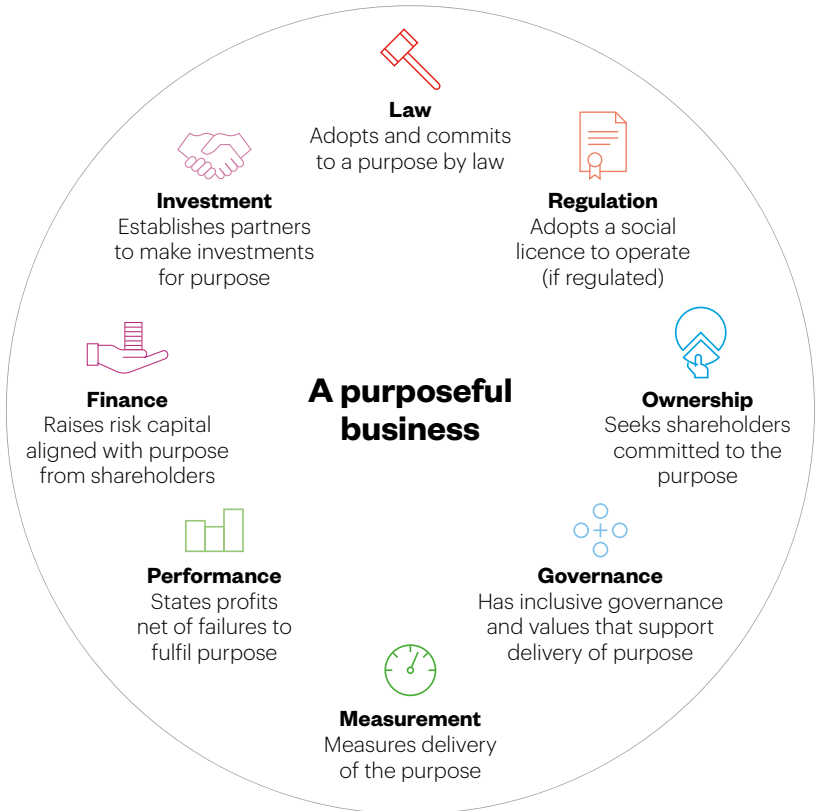 Law
Adopts and commits
to a purpose by law
Regulation
Adopts a social
licence to operate
(if regulated)
Ownership
Seeks shareholders
committed to the
purpose
Governance
Has inclusive governance
and values that support
delivery of purpose
Measurement
Measures delivery
of the purpose
Performance
States profits
net of failures to
fulfil purpose
Finance
Raises risk capital
aligned with purpose
from shareholders
Investment
Establishes partners
to make investments
for purpose
A purposeful
business